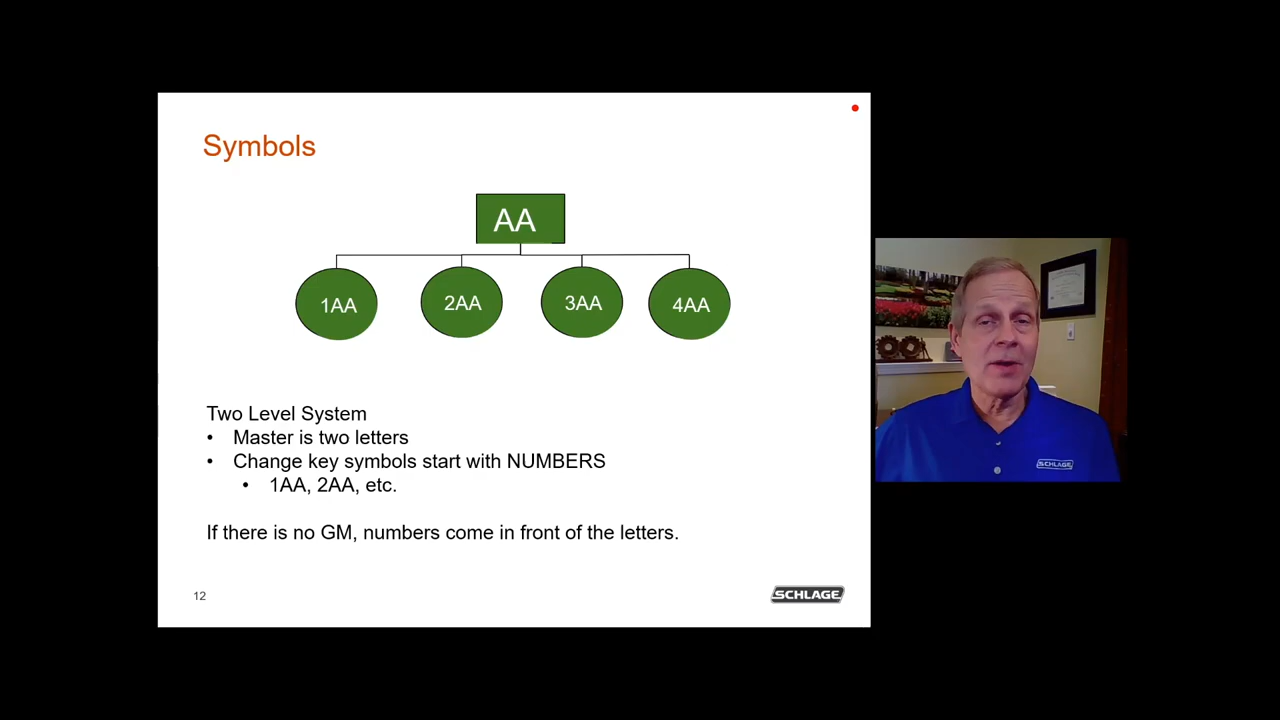 Symbols
AA
1AA
2AA
3AA
4AA
Two Level System
• Master is two letters
• Change key symbols start with NUMBERS
• 1AA, 2AA, etc.
If there is no GM, numbers come in front of the letters.
12
SCHLAGE
SCHLAGE